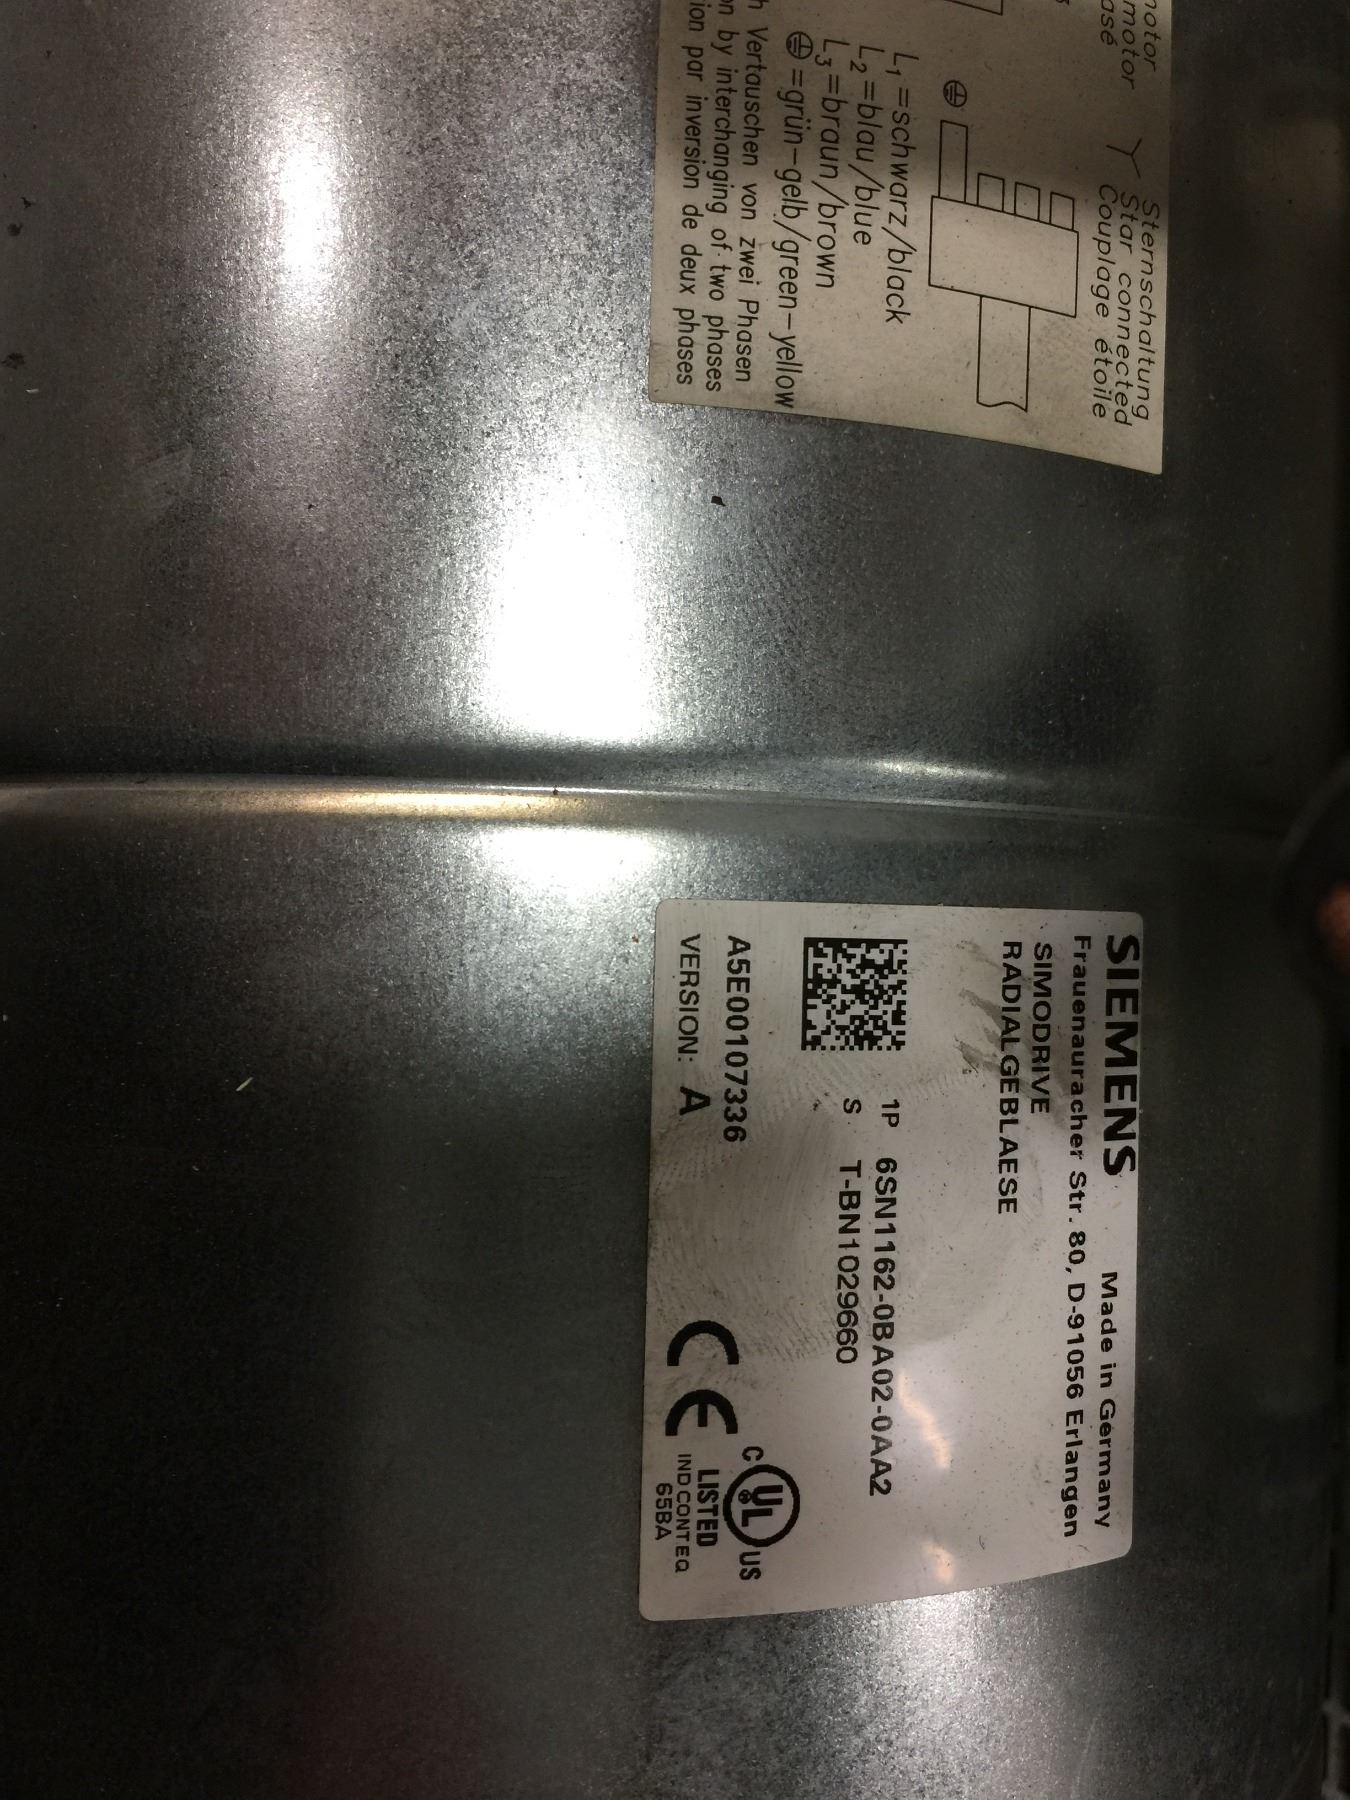 motor
motor
asé
Sternschaltung
Star connected
Couplage étoile
L1=schwarz/black
L2=blau/blue
L3=braun/brown
=grün-gelb/green-yellow
Vertauschen von zwei Phasen
by interchanging of two phases
par inversion de deux phases
SIEMENS Made in Germany
Frauenauracher Str. 80, D-91056 Erlangen
SIMODRIVE
RADIALGEBLAESE
1P 6SN1162-0BA02-0AA2
S T-BN1029660
A5E00107336
VERSION: A
CE
C UL US
LISTED
IND CONT EQ
65BA